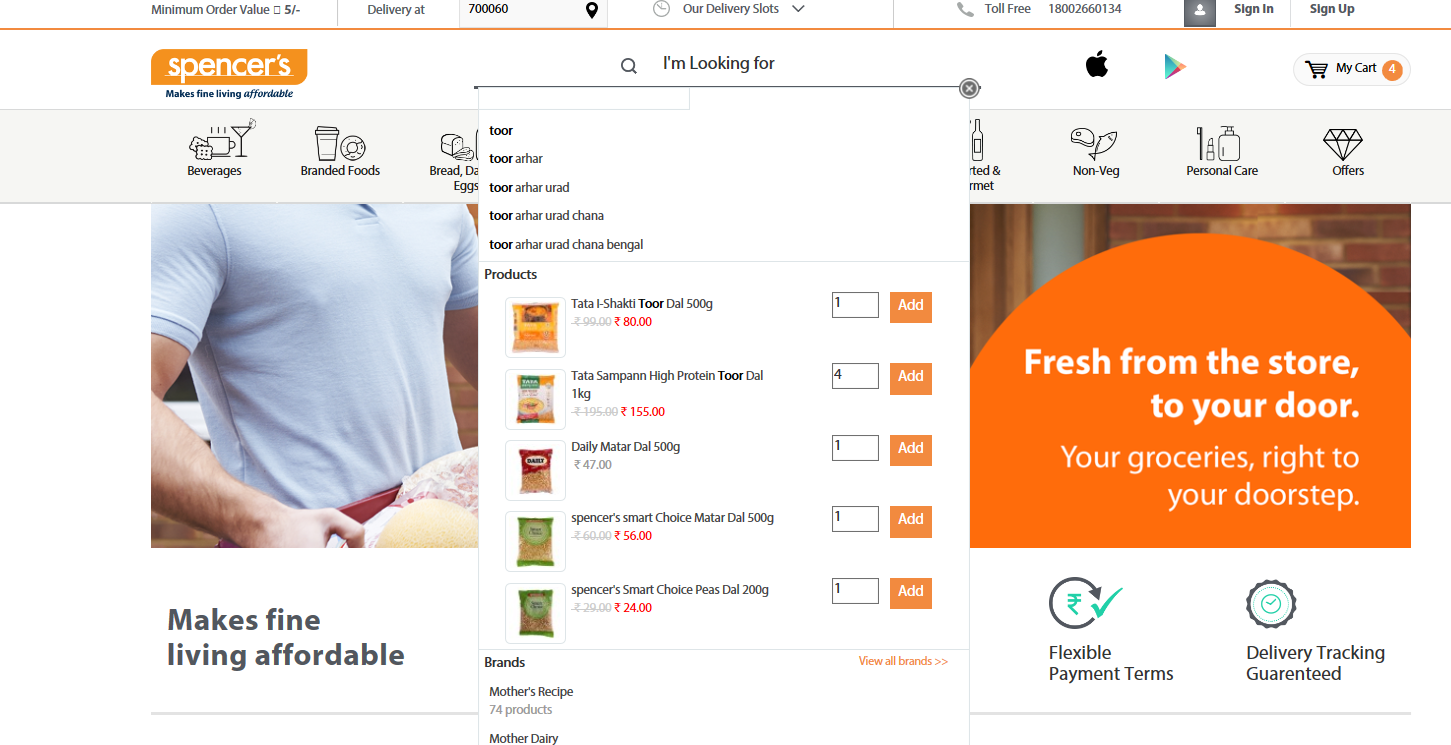 Minimum Order Value 5/-
Delivery at
700060
Our Delivery Slots
Toll Free 18002660134
Sign In
Sign Up
spencer's
Makes fine living affordable
I'm Looking for
My Cart 4
Beverages
Branded Foods
Bread, Da
Eggs
rted &
rmet
Non-Veg
Personal Care
Offers
toor
toor arhar
toor arhar urad
toor arhar urad chana
toor arhar urad chana bengal
Products
Tata I-Shakti Toor Dal 500g
₹ 99.00 ₹ 80.00
1
Add
Tata Sampann High Protein Toor Dal
1kg
₹ 195.00 ₹ 155.00
4
Add
Daily Matar Dal 500g
₹ 47.00
1
Add
spencer's smart Choice Matar Dal 500g
₹ 60.00 ₹ 56.00
1
Add
spencer's Smart Choice Peas Dal 200g
₹ 29.00 ₹ 24.00
1
Add
Brands
View all brands >>
Mother's Recipe
74 products
Mother Dairy
Fresh from the store,
to your door.
Your groceries, right to
your doorstep.
Makes fine
living affordable
Flexible
Payment Terms
Delivery Tracking
Guarenteed